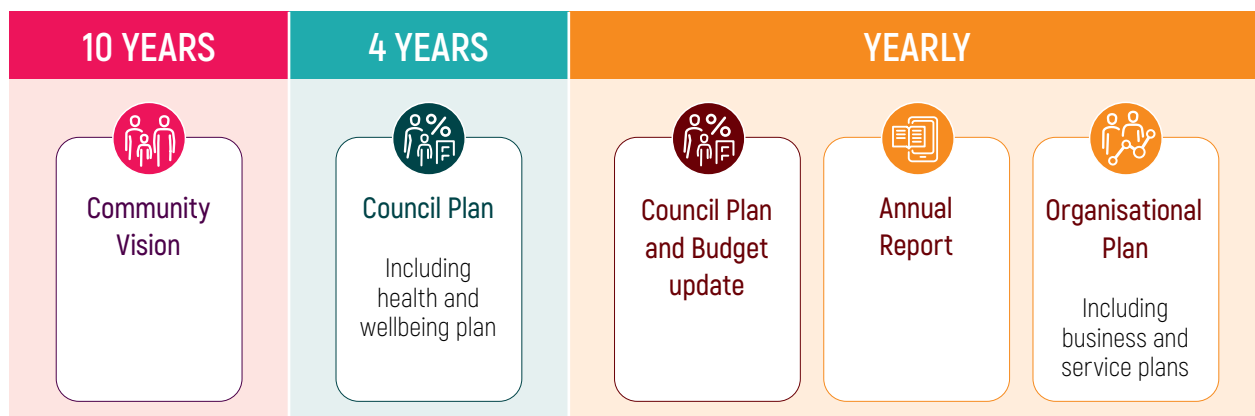 10 YEARS
4 YEARS
YEARLY
Community
Vision
Council Plan
Including
health and
wellbeing plan
Council Plan
and Budget
update
Annual
Report
Organisational
Plan
Including
business and
service plans